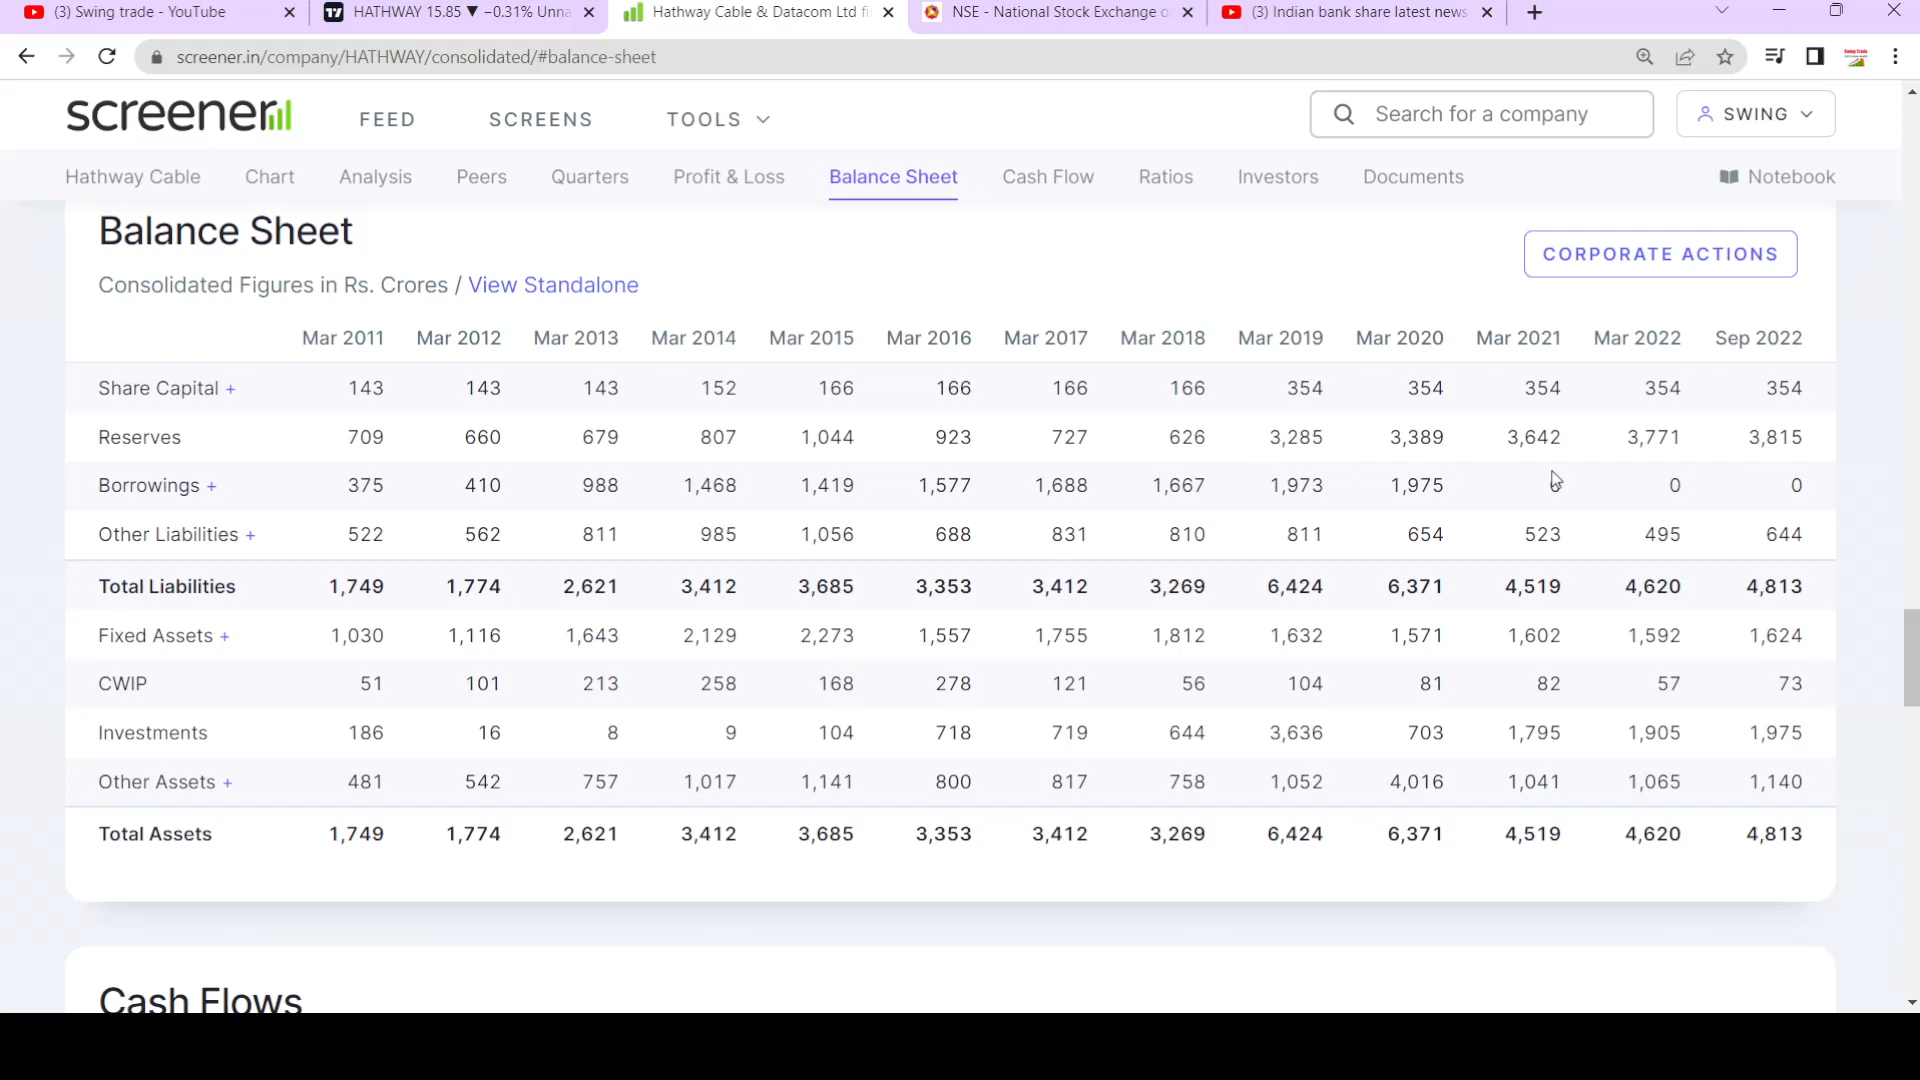 (3) Swing trade - YouTube
HATHWAY 15.85 ▼ −0.31% Unna
Hathway Cable & Datacom Ltd fi
NSE - National Stock Exchange o
(3) Indian bank share latest news
screener.in/company/HATHWAY/consolidated/#balance-sheet
screener
FEED SCREENS TOOLS
Search for a company
SWING
Hathway Cable Chart Analysis Peers Quarters Profit & Loss Balance Sheet Cash Flow Ratios Investors Documents Notebook
Balance Sheet
CORPORATE ACTIONS
Consolidated Figures in Rs. Crores / View Standalone
Mar 2011 Mar 2012 Mar 2013 Mar 2014 Mar 2015 Mar 2016 Mar 2017 Mar 2018 Mar 2019 Mar 2020 Mar 2021 Mar 2022 Sep 2022
Share Capital + 143 143 143 152 166 166 166 166 354 354 354 354 354
Reserves 709 660 679 807 1,044 923 727 626 3,285 3,389 3,642 3,771 3,815
Borrowings + 375 410 988 1,468 1,419 1,577 1,688 1,667 1,973 1,975 0 0
Other Liabilities + 522 562 811 985 1,056 688 831 810 811 654 523 495 644
Total Liabilities 1,749 1,774 2,621 3,412 3,685 3,353 3,412 3,269 6,424 6,371 4,519 4,620 4,813
Fixed Assets + 1,030 1,116 1,643 2,129 2,273 1,557 1,755 1,812 1,632 1,571 1,602 1,592 1,624
CWIP 51 101 213 258 168 278 121 56 104 81 82 57 73
Investments 186 16 8 9 104 718 719 644 3,636 703 1,795 1,905 1,975
Other Assets + 481 542 757 1,017 1,141 800 817 758 1,052 4,016 1,041 1,065 1,140
Total Assets 1,749 1,774 2,621 3,412 3,685 3,353 3,412 3,269 6,424 6,371 4,519 4,620 4,813
Cash Flows